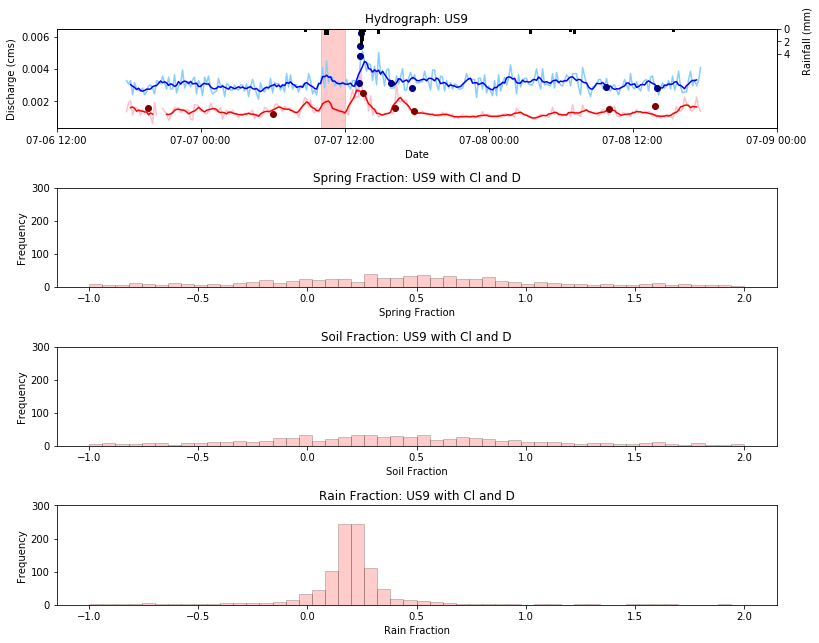 Hydrograph: US9
0.006
0.004
0.002
Discharge (cms)
0
2
4
Rainfall (mm)
07-06 12:00 07-07 00:00 07-07 12:00 07-08 00:00 07-08 12:00 07-09 00:00
Date
Spring Fraction: US9 with Cl and D
300
200
100
0
Frequency
−1.0 −0.5 0.0 0.5 1.0 1.5 2.0
Spring Fraction
Soil Fraction: US9 with Cl and D
300
200
100
0
Frequency
−1.0 −0.5 0.0 0.5 1.0 1.5 2.0
Soil Fraction
Rain Fraction: US9 with Cl and D
300
200
100
0
Frequency
−1.0 −0.5 0.0 0.5 1.0 1.5 2.0
Rain Fraction